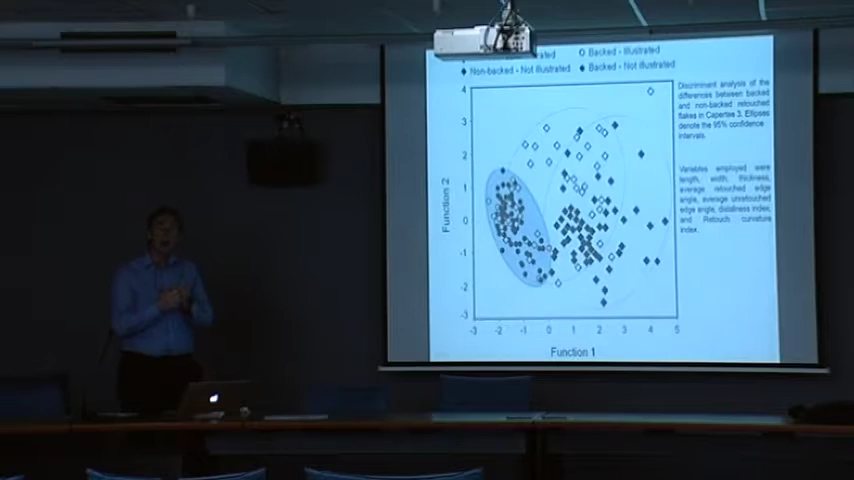 Backed - Illustrated
Non-backed - Not illustrated
Backed - Not illustrated
Discriminant analysis of the
differences between backed
and non-backed retouched
flakes in Capertee 3. Ellipses
denote the 95% confidence
intervals.
Variables employed were
length, width, thickness,
average retouched edge
angle, average unretouched
edge angle, distalness index,
and Retouch curvature
index.
Function 2
4
3
2
1
0
-1
-2
-3
-3 -2 -1 0 1 2 3 4 5
Function 1